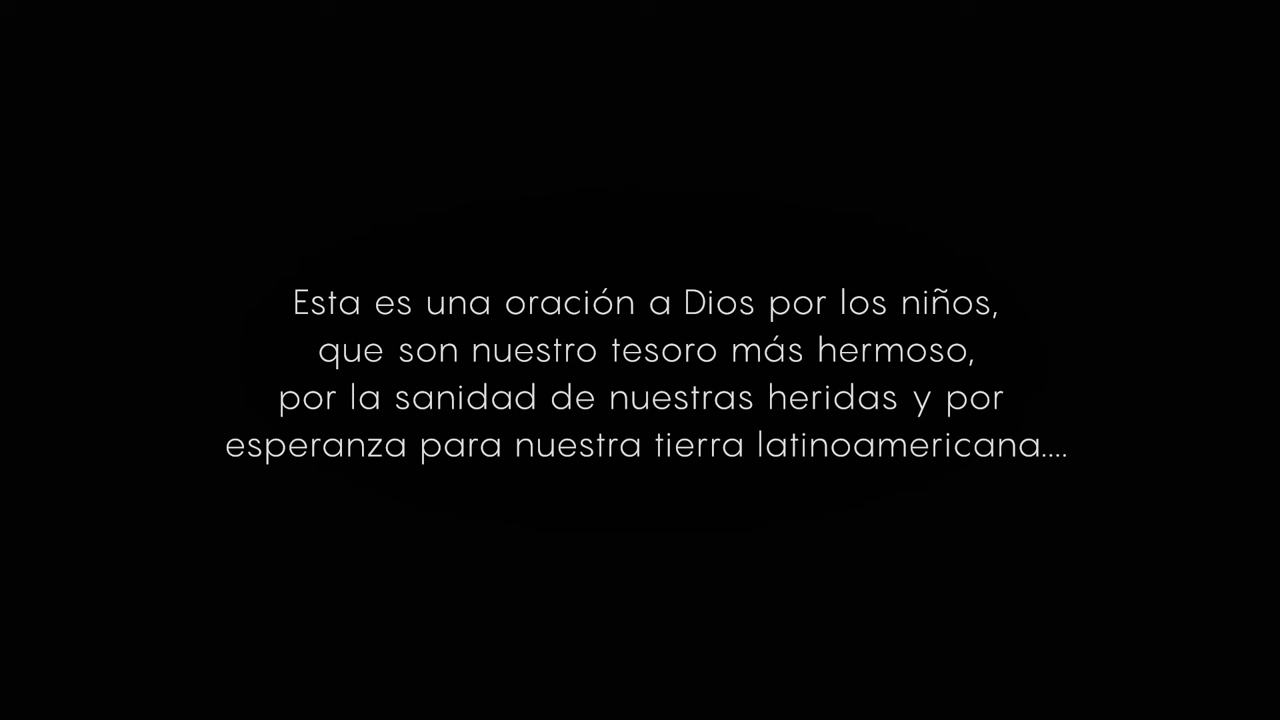 Esta es una oración a Dios por los niños,
que son nuestro tesoro más hermoso,
por la sanidad de nuestras heridas y por
esperanza para nuestra tierra latinoamericana....